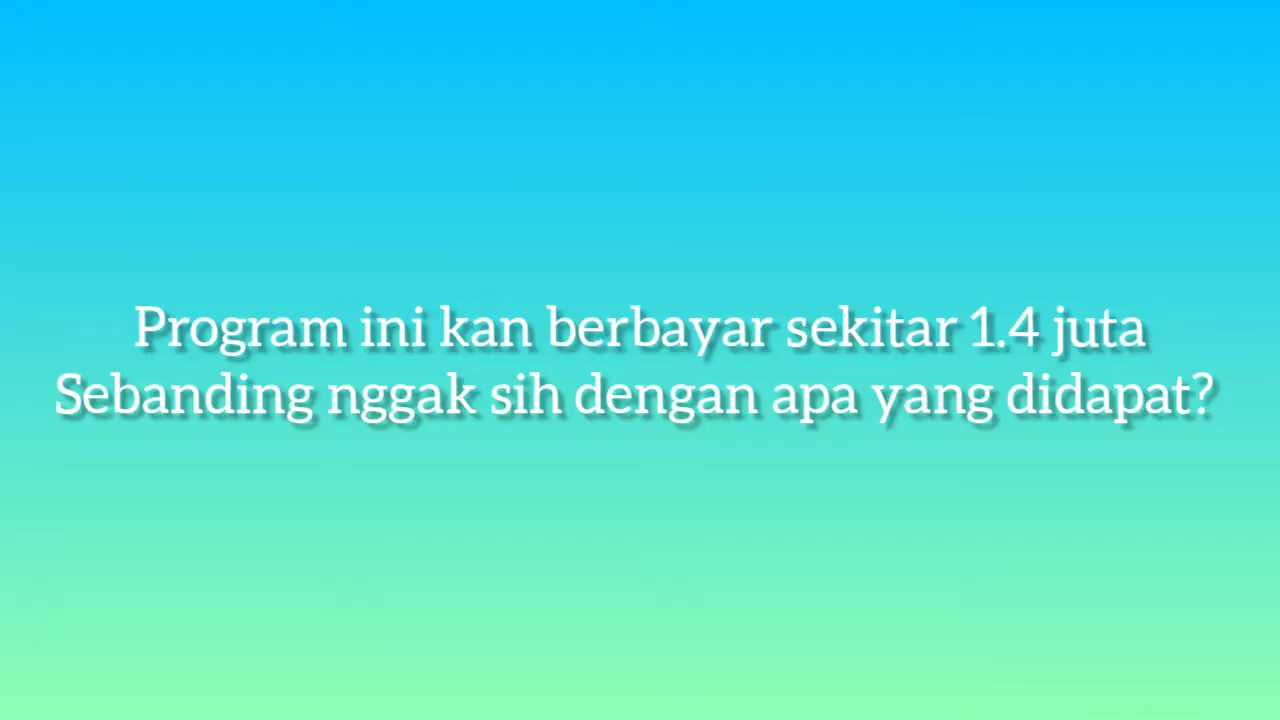 Program ini kan berbayar sekitar 1.4 juta
Sebanding nggak sih dengan apa yang didapat?